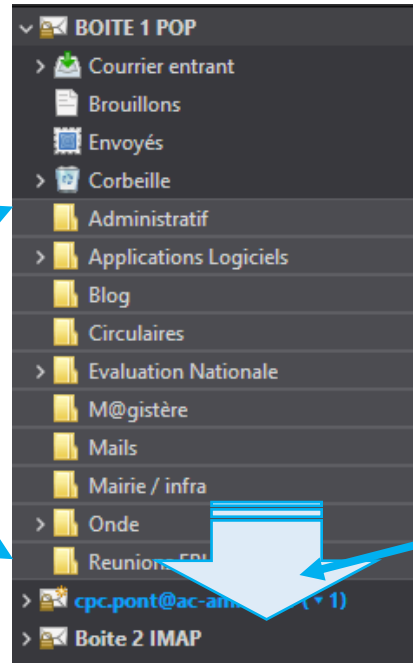 BOITE 1 POP
Courrier entrant
Brouillons
Envoyés
Corbeille
Administratif
Applications Logiciels
Blog
Circulaires
Evaluation Nationale
M@gistère
Mails
Mairie / infra
Onde
Reunions
cpc.pont@ac-am 1)
Boite 2 IMAP